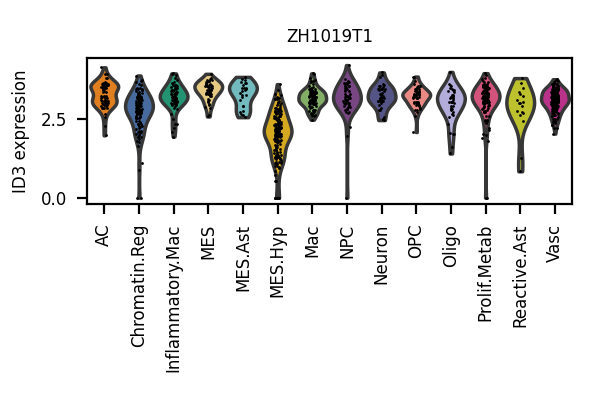 ZH1019T1
ID3 expression
2.5
0.0
AC
Chromatin.Reg
Inflammatory.Mac
MES
MES.Ast
MES.Hyp
Mac
NPC
Neuron
OPC
Oligo
Prolif.Metab
Reactive.Ast
Vasc